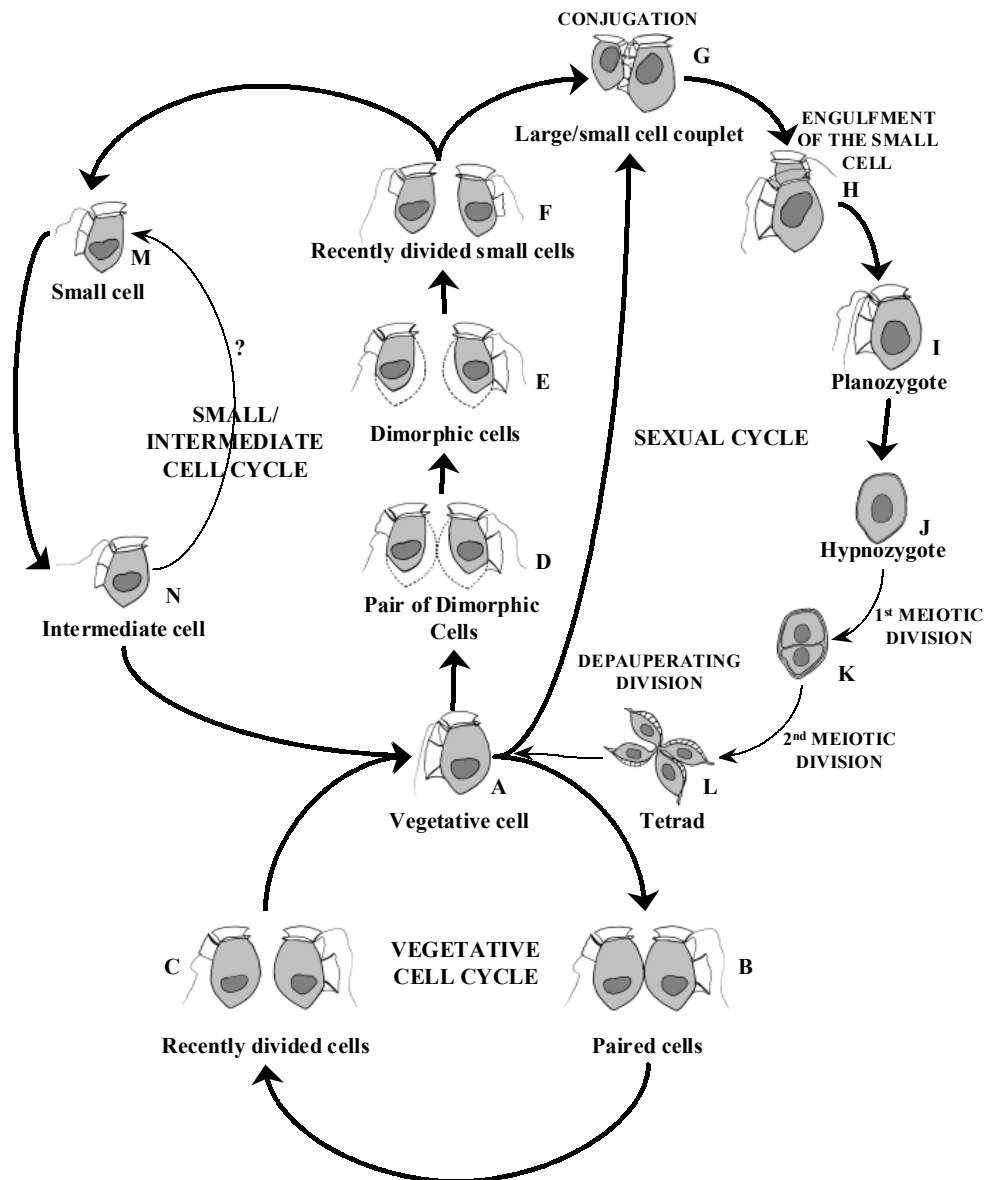 CONJUGATION
G
Large/small cell couplet
ENGULFMENT
OF THE SMALL
CELL
H
F
Recently divided small cells
M
Small cell
I
Planozygote
?
E
Dimorphic cells
SMALL/
INTERMEDIATE
CELL CYCLE
SEXUAL CYCLE
J
Hypnozygote
D
Pair of Dimorphic
Cells
N
Intermediate cell
1st MEIOTIC
DIVISION
K
DEPAUPERATING
DIVISION
2nd MEIOTIC
DIVISION
L
Tetrad
A
Vegetative cell
C
VEGETATIVE
CELL CYCLE
B
Recently divided cells
Paired cells